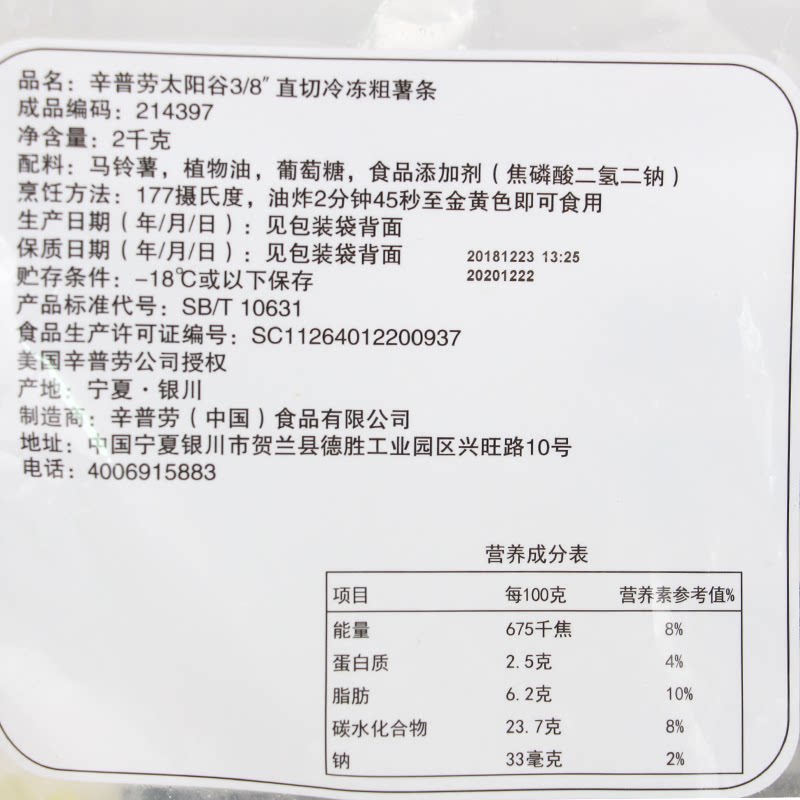 品名：辛普劳太阳谷3/8″直切冷冻粗薯条
成品编码：214397
净含量：2千克
配料：马铃薯，植物油，葡萄糖，食品添加剂（焦磷酸二氢二钠）
烹饪方法：177摄氏度，油炸2分钟45秒至金黄色即可食用
生产日期（年/月/日）：见包装袋背面
保质日期（年/月/日）：见包装袋背面 20181223 13:25
20201222
贮存条件：-18℃或以下保存
产品标准代号：SB/T 10631
食品生产许可证编号：SC11264012200937
美国辛普劳公司授权
产地：宁夏·银川
制造商：辛普劳（中国）食品有限公司
地址：中国宁夏银川市贺兰县德胜工业园区兴旺路10号
电话：4006915883
营养成分表
项目 每100克 营养素参考值%
能量 675千焦 8%
蛋白质 2.5克 4%
脂肪 6.2克 10%
碳水化合物 23.7克 8%
钠 33毫克 2%